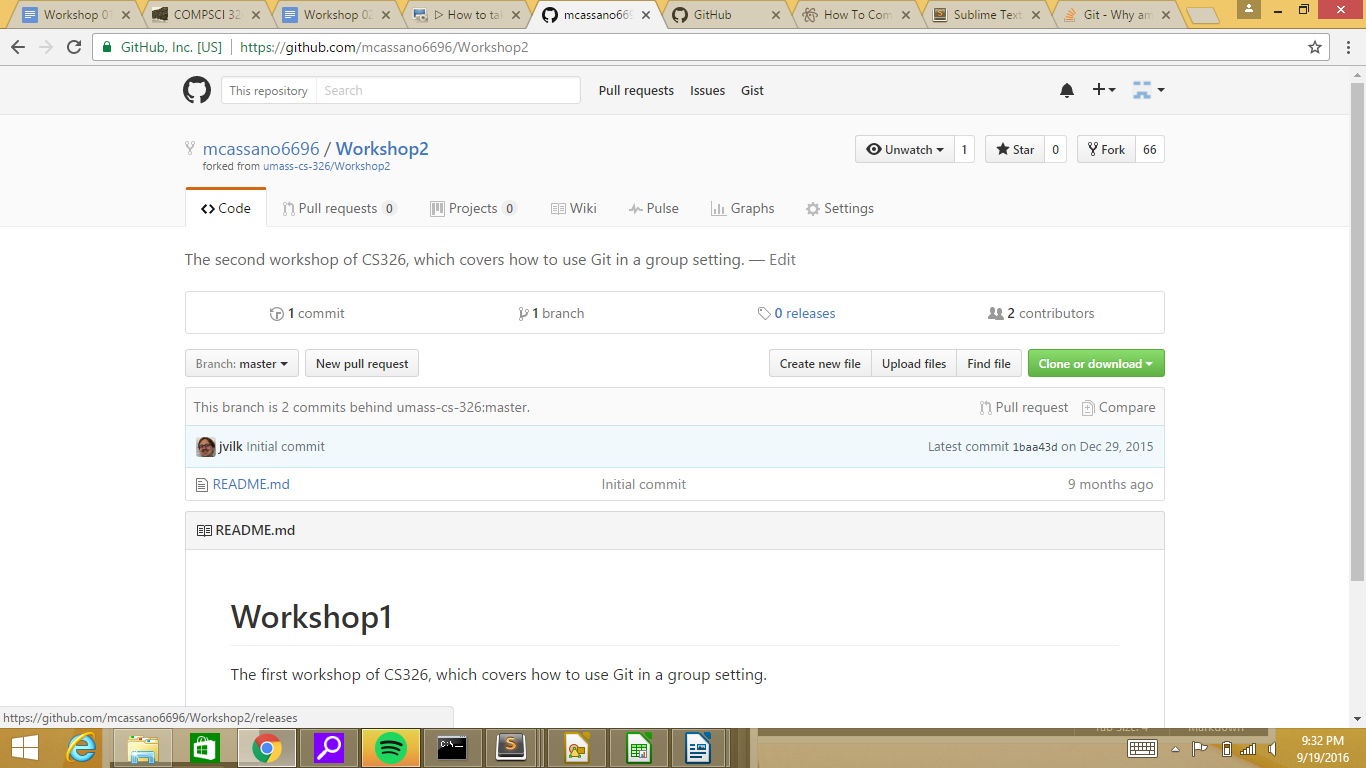 Workshop 01
COMPSCI 32
Workshop 02
How to tal
mcassano669
GitHub
How To Com
Sublime Text
Git - Why am
GitHub, Inc. [US]
https://github.com/mcassano6696/Workshop2
This repository
Search
Pull requests
Issues
Gist
mcassano6696 / Workshop2
forked from umass-cs-326/Workshop2
Unwatch 1
Star 0
Fork 66
Code
Pull requests 0
Projects 0
Wiki
Pulse
Graphs
Settings
The second workshop of CS326, which covers how to use Git in a group setting. — Edit
1 commit
1 branch
0 releases
2 contributors
Branch: master
New pull request
Create new file
Upload files
Find file
Clone or download
This branch is 2 commits behind umass-cs-326:master.
Pull request
Compare
jvilk Initial commit
Latest commit 1baa43d on Dec 29, 2015
README.md
Initial commit
9 months ago
README.md
Workshop1
The first workshop of CS326, which covers how to use Git in a group setting.
https://github.com/mcassano6696/Workshop2/releases
Tab Size: 4
Markdown
C:\
9:32 PM
9/19/2016